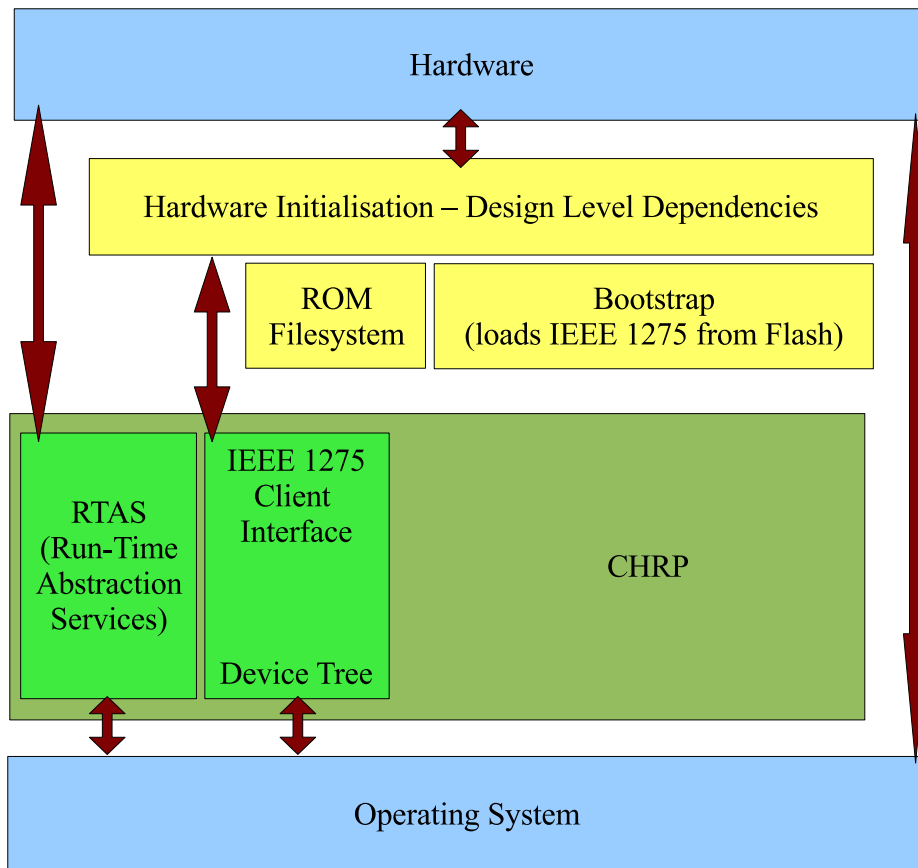 Hardware
Hardware Initialisation – Design Level Dependencies
ROM
Filesystem
Bootstrap
(loads IEEE 1275 from Flash)
RTAS
(Run-Time
Abstraction
Services)
IEEE 1275
Client
Interface
Device Tree
CHRP
Operating System